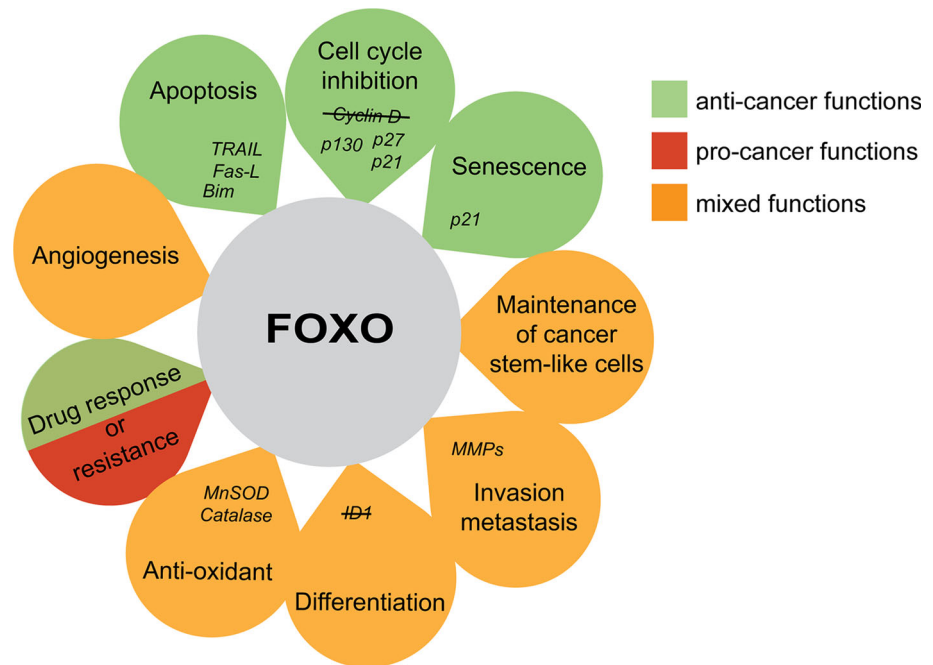 Cell cycle
inhibition
Cyclin D
p130 p27
p21
Apoptosis
TRAIL
Fas-L
Bim
Senescence
p21
Angiogenesis
FOXO
Maintenance
of cancer
stem-like cells
Drug response
or
resistance
MMPs
Invasion
metastasis
MnSOD
Catalase
Anti-oxidant
ID1
Differentiation
anti-cancer functions
pro-cancer functions
mixed functions